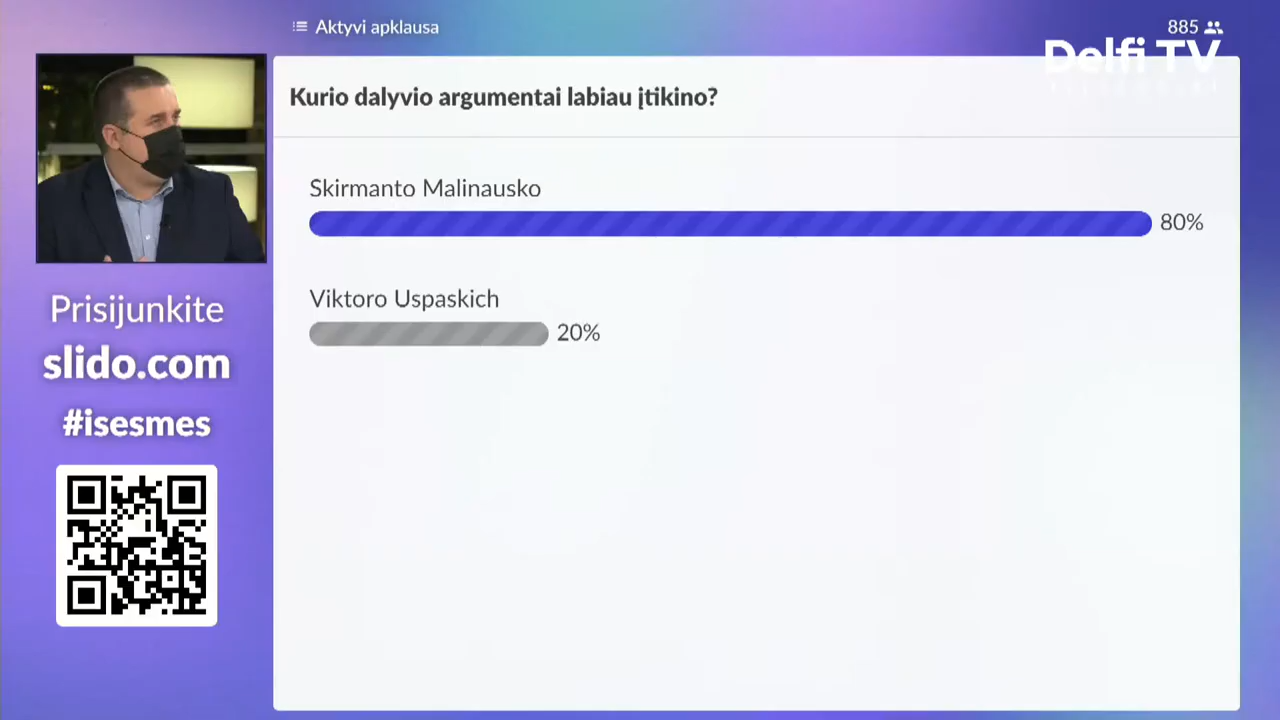 Aktyvi apklausa
885
Delfi TV
Kurio dalyvio argumentai labiau įtikino?
Skirmanto Malinausko
80%
Viktoro Uspaskich
20%
Prisijunkite
slido.com
#isesmes